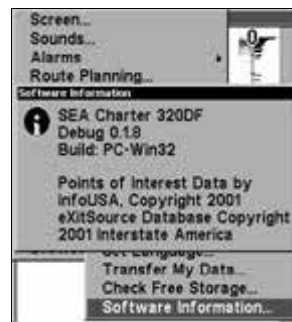 Screen...
Sounds...
Alarms
Route Planning...
Software Information
SEA Charter 320DF
Debug 0.1.8
Build: PC-Win32
Points of Interest Data by
infoUSA, Copyright 2001
eXitSource Database Copyright
2001 Interstate America
Set Language...
Transfer My Data...
Check Free Storage...
Software Information...